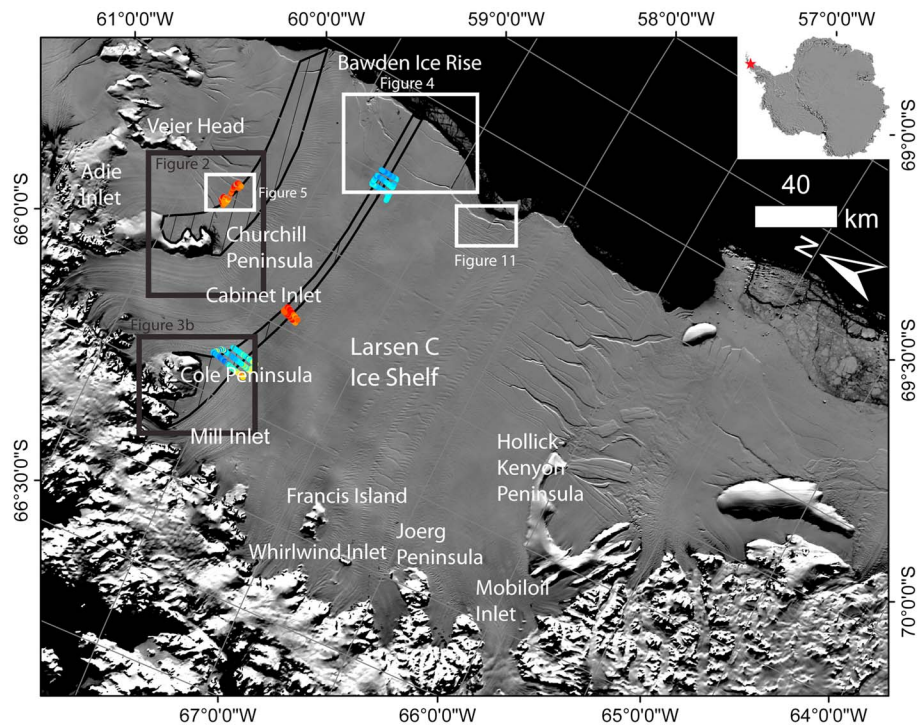 61°0'0"W
60°0'0"W
59°0'0"W
58°0'0"W
57°0'0"W
Bawden Ice Rise
Figure 4
Veier Head
Figure 2
Adie
Inlet
Figure 5
69°0'0"S
40
km
N
66°0'0"S
Churchill
Peninsula
Figure 11
Cabinet Inlet
Figure 3b
Larsen C
Ice Shelf
69°30'0"S
Cole Peninsula
Mill Inlet
Hollick-
Kenyon
Peninsula
66°30'0"S
Francis Island
Joerg
Peninsula
Whirlwind Inlet
Mobiloil
Inlet
70°0'0"S
67°0'0"W
66°0'0"W
65°0'0"W
64°0'0"W